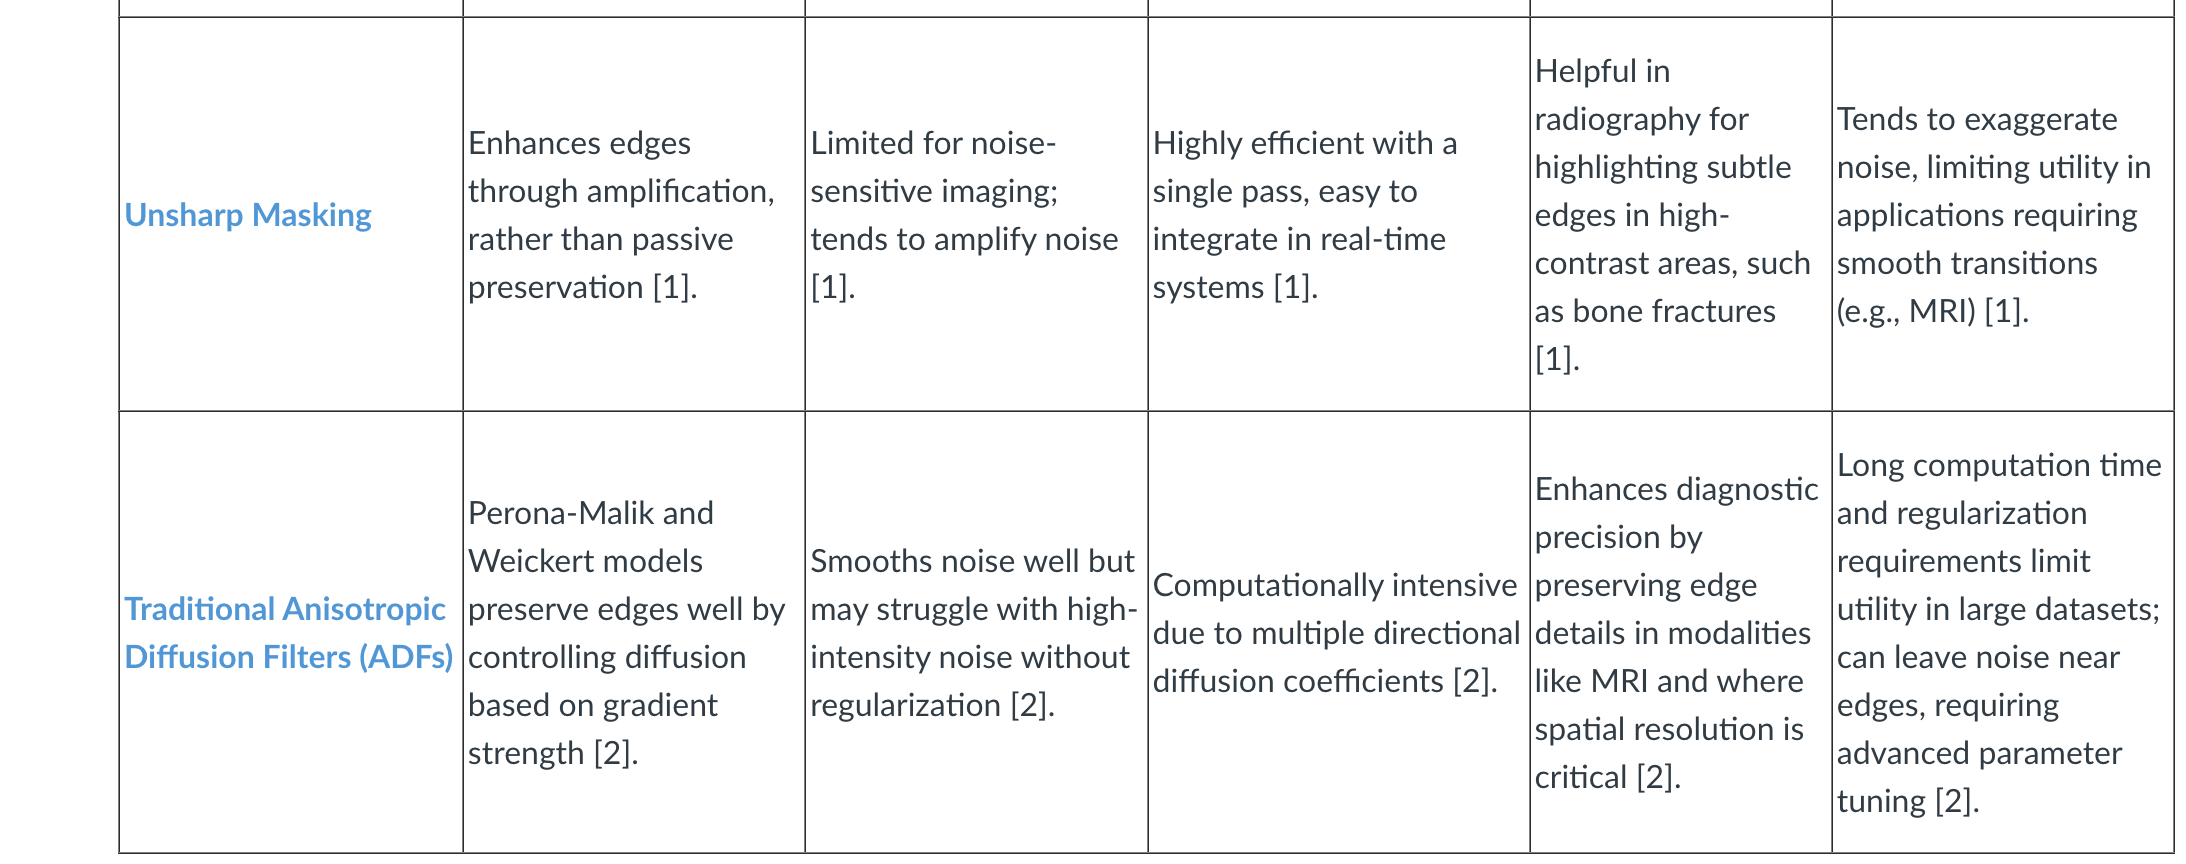 Unsharp Masking
Enhances edges
through amplification,
rather than passive
preservation [1].
Limited for noise-
sensitive imaging;
tends to amplify noise
[1].
Highly efficient with a
single pass, easy to
integrate in real-time
systems [1].
Helpful in
radiography for
highlighting subtle
edges in high-
contrast areas, such
as bone fractures
[1].
Tends to exaggerate
noise, limiting utility in
applications requiring
smooth transitions
(e.g., MRI) [1].
Traditional Anisotropic
Diffusion Filters (ADFs)
Perona-Malik and
Weickert models
preserve edges well by
controlling diffusion
based on gradient
strength [2].
Smooths noise well but
may struggle with high-
intensity noise without
regularization [2].
Computationally intensive
due to multiple directional
diffusion coefficients [2].
Enhances diagnostic
precision by
preserving edge
details in modalities
like MRI and where
spatial resolution is
critical [2].
Long computation time
and regularization
requirements limit
utility in large datasets;
can leave noise near
edges, requiring
advanced parameter
tuning [2].